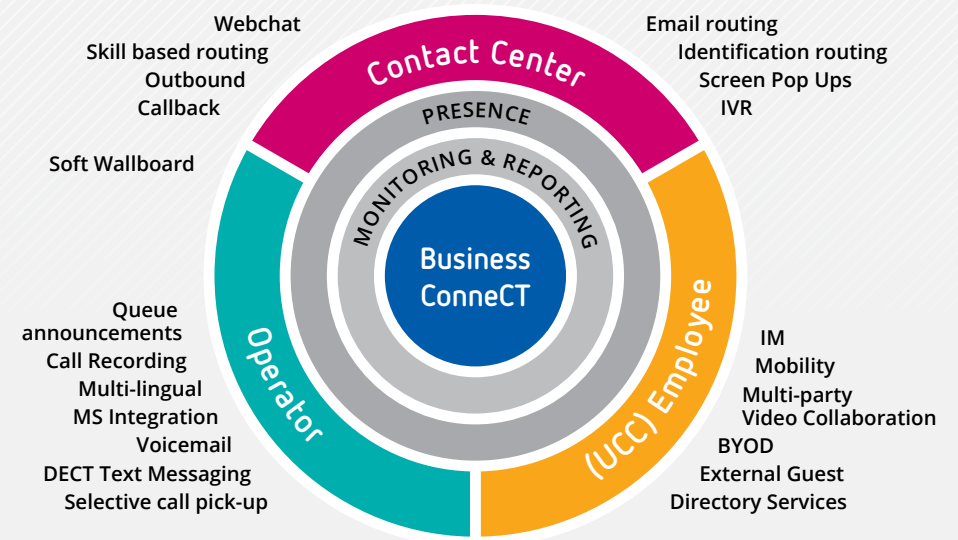 Webchat
Skill based routing
Outbound
Callback
Soft Wallboard
Email routing
Identification routing
Screen Pop Ups
IVR
Contact Center
PRESENCE
MONITORING & REPORTING
Business
ConneCT
Operator
(UCC) Employee
Queue
announcements
Call Recording
Multi-lingual
MS Integration
Voicemail
DECT Text Messaging
Selective call pick-up
IM
Mobility
Multi-party
Video Collaboration
BYOD
External Guest
Directory Services